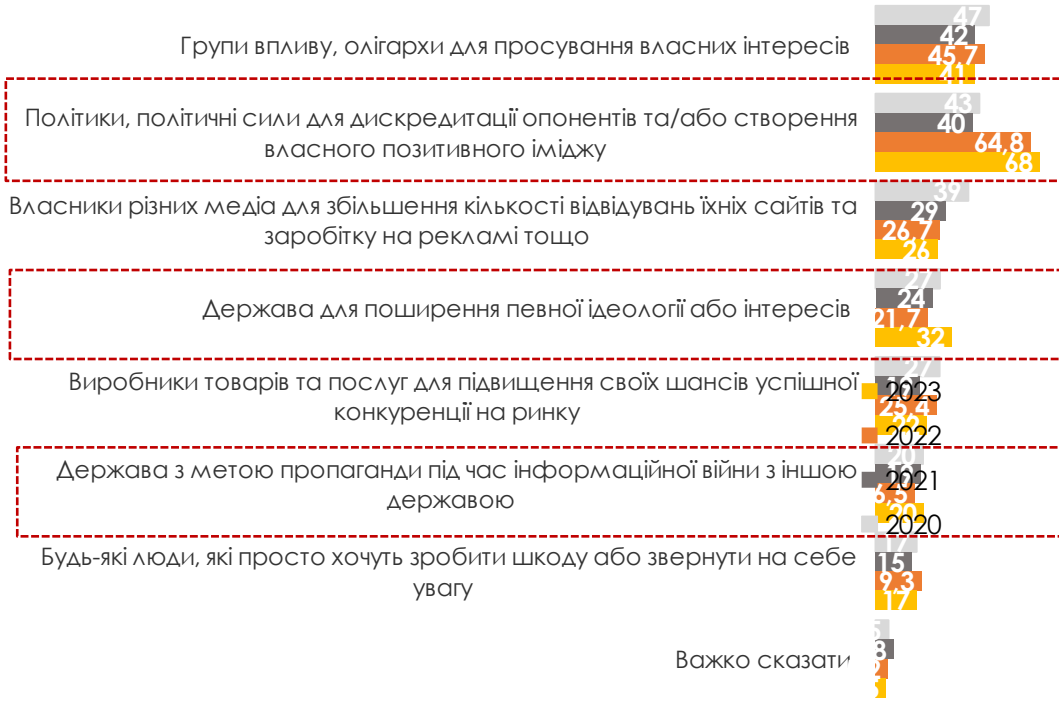 47
42
Групи впливу, олігархи для просування власних інтересів
45,7
41
43
Політики, політичні сили для дискредитації опонентів та/або створення
40
власного позитивного іміджу
64,8
68
39
Власники різних медіа для збільшення кількості відвідувань їхніх сайтів та
29
заробітку на рекламі тощо
26,7
26
27
24
Держава для поширення певної ідеології або інтересів
21,7
32
27
Виробники товарів та послуг для підвищення своїх шансів успішної
2023
конкуренції на ринку
25,4
22
2022
20
Держава з метою пропаганди під час інформаційної війни з іншою
2021
державою
6,5
20
2020
17
Будь-які люди, які просто хочуть зробити шкоду або звернути на себе
15
увагу
9,3
17
8
Важко сказати